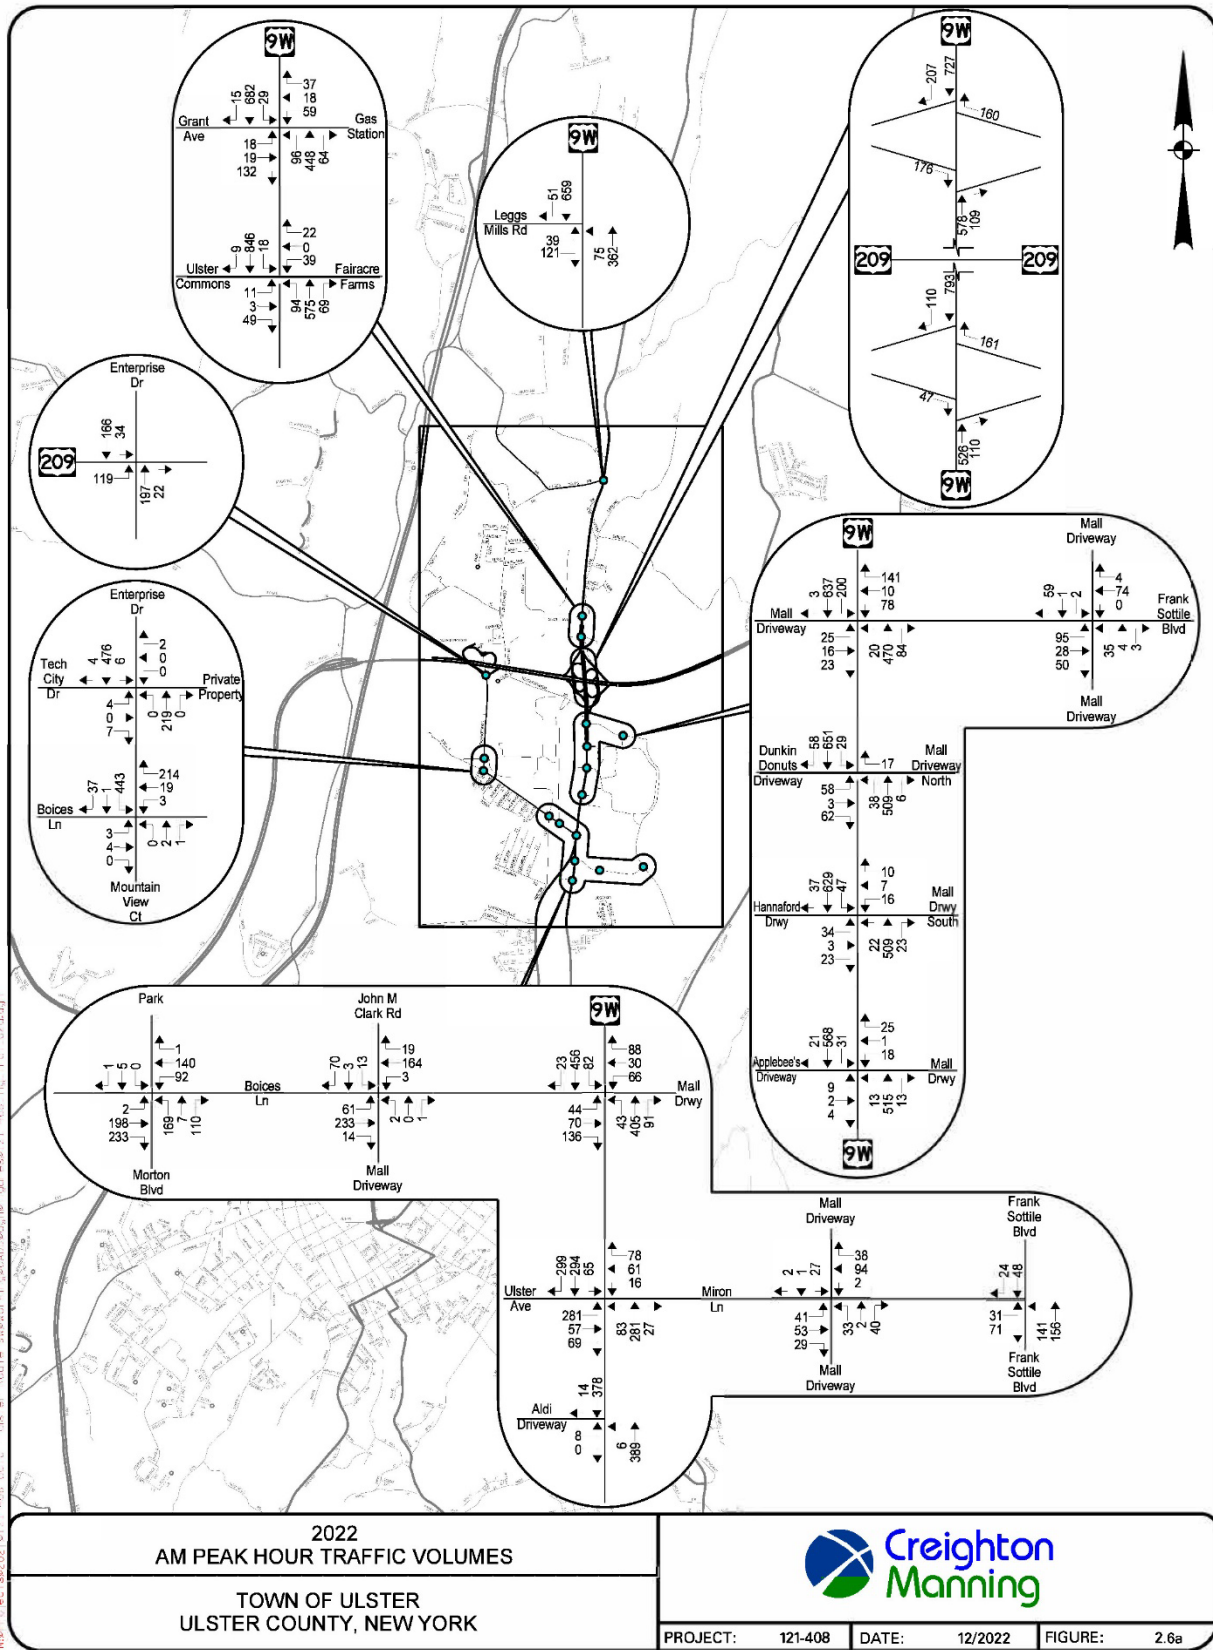 9W
15 682 29
37
18
59
Grant
Ave
Gas
Station
18
19
132
96 448 64
9 846 18
22
0
39
Ulster
Commons
Fairacre
Farms
11
3
49
94 575 69
9W
51 659
Leggs
Mills Rd
39
121
75 362
9W
207 727
160
176
578 109
209
209
793
110
161
47
526 110
9W
Enterprise
Dr
166 34
209
119
197 22
Enterprise
Dr
Tech
City
Dr
4 476 6
2
0
0
Private
Property
4
0
7
0 219 0
37 1 443
214
19
3
Boices
Ln
3
4
0
0 2 1
Mountain
View
Ct
9W
Mall
Driveway
3 637 200
141
10
78
59 1 2
4
74
0
Mall
Driveway
Frank
Sottile
Blvd
25
16
23
20 470 84
95
28
50
35 4 3
Mall
Driveway
Dunkin
Donuts
Driveway
58 651 29
17
Mall
Driveway
North
58
3
62
38 509 6
37 629 47
10
7
16
Hannaford
Drwy
Mall
Drwy
South
34
3
23
22 509 23
21 568 31
25
1
18
Applebee's
Driveway
Mall
Drwy
9
2
4
13 515 13
9W
Park
John M
Clark Rd
9W
1 5 0
1
140
92
70 3 13
19
164
3
23 456 82
88
30
66
Boices
Ln
Mall
Drwy
2
198
233
169 7 110
61
233
14
2 0 1
44
70
136
43 405 91
Morton
Blvd
Mall
Driveway
299 294 65
78
61
16
Ulster
Ave
Miron
Ln
281
57
69
83 281 27
Mall
Driveway
2 1 27
38
94
2
41
53
29
33 2 40
Mall
Driveway
Frank
Sottile
Blvd
24 48
31
71
141 156
Frank
Sottile
Blvd
14 378
Aldi
Driveway
8
0
6 389
2022
AM PEAK HOUR TRAFFIC VOLUMES
TOWN OF ULSTER
ULSTER COUNTY, NEW YORK
Creighton
Manning
PROJECT: 121-408 DATE: 12/2022 FIGURE: 2.6a